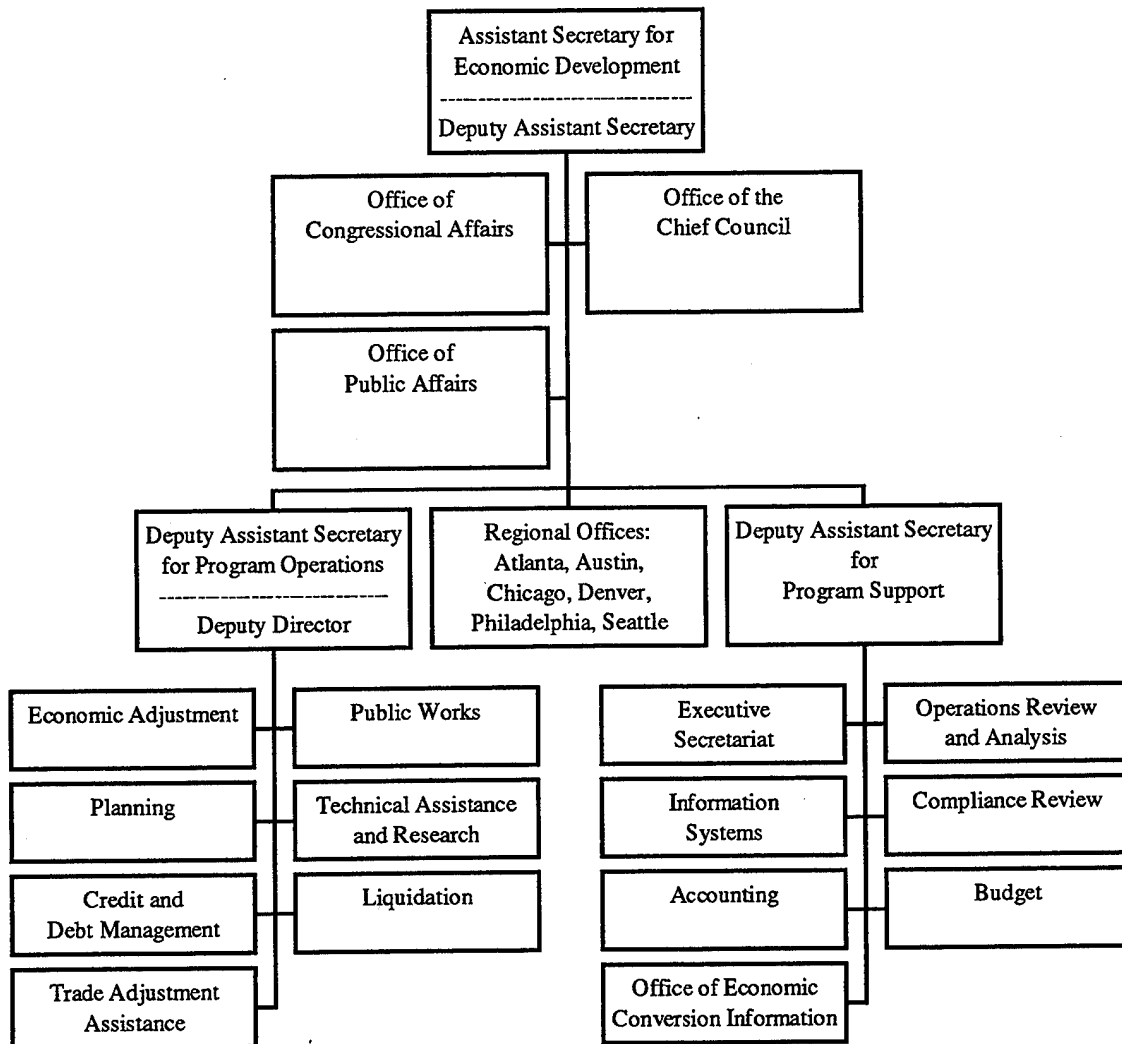 Assistant Secretary for
Economic Development
Deputy Assistant Secretary
Office of
Congressional Affairs
Office of the
Chief Council
Office of
Public Affairs
Deputy Assistant Secretary
for Program Operations
Deputy Director
Regional Offices:
Atlanta, Austin,
Chicago, Denver,
Philadelphia, Seattle
Deputy Assistant Secretary
for
Program Support
Economic Adjustment
Public Works
Planning
Technical Assistance
and Research
Credit and
Debt Management
Liquidation
Trade Adjustment
Assistance
Executive
Secretariat
Operations Review
and Analysis
Information
Systems
Compliance Review
Accounting
Budget
Office of Economic
Conversion Information